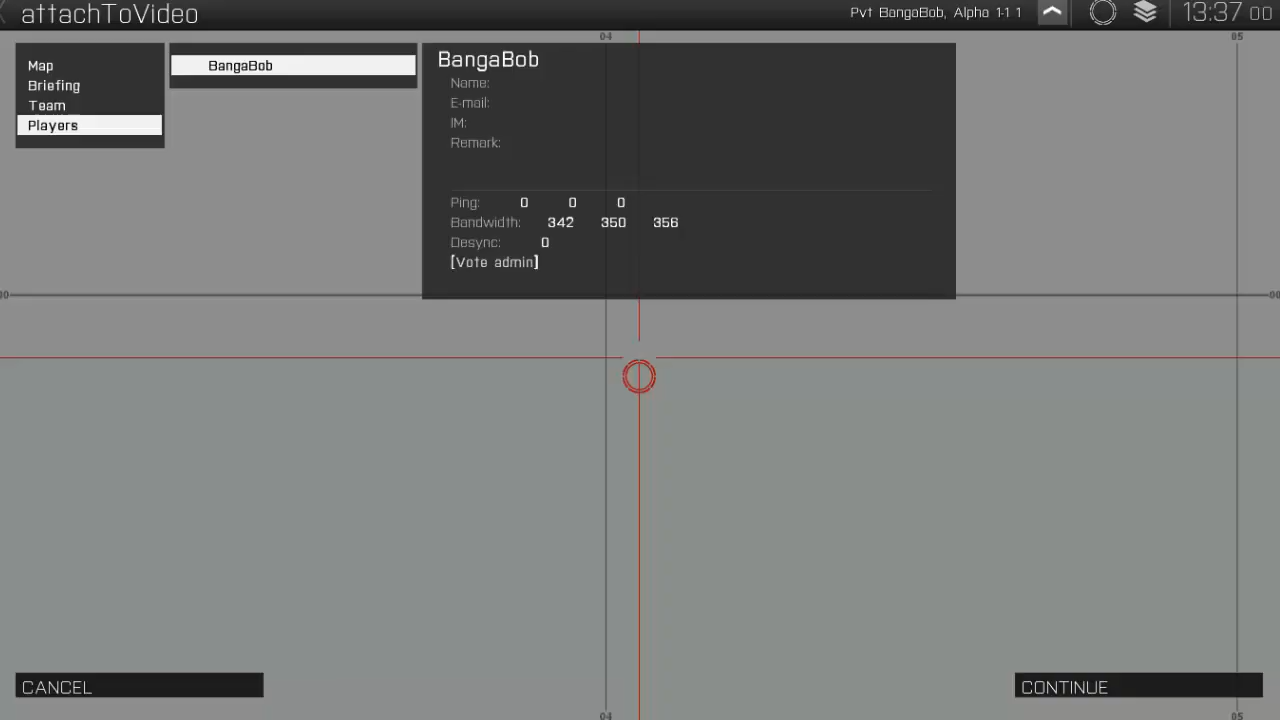 attachToVideo
Pvt BangaBob, Alpha 1-1 1
13:37 00
04
05
Map
Briefing
Team
Players
BangaBob
BangaBob
Name:
E-mail:
IM:
Remark:
Ping: 0 0 0
Bandwidth: 342 350 356
Desync: 0
[Vote admin]
00
00
CANCEL
CONTINUE
04
05